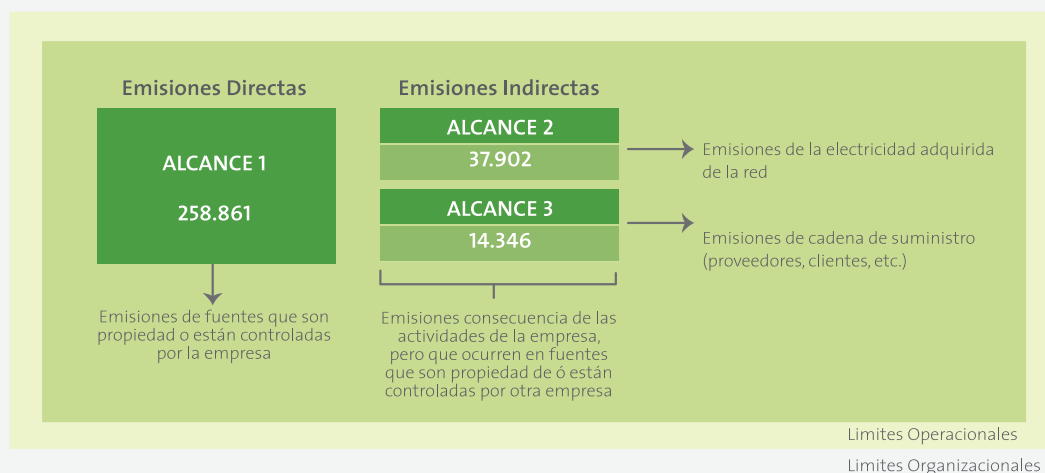 Emisiones Directas
ALCANCE 1
258.861
Emisiones de fuentes que son
propiedad o están controladas
por la empresa
Emisiones Indirectas
ALCANCE 2
37.902
Emisiones de la electricidad adquirida
de la red
ALCANCE 3
14.346
Emisiones de cadena de suministro
(proveedores, clientes, etc.)
Emisiones consecuencia de las
actividades de la empresa,
pero que ocurren en fuentes
que son propiedad de ó están
controladas por otra empresa
Limites Operacionales
Limites Organizacionales